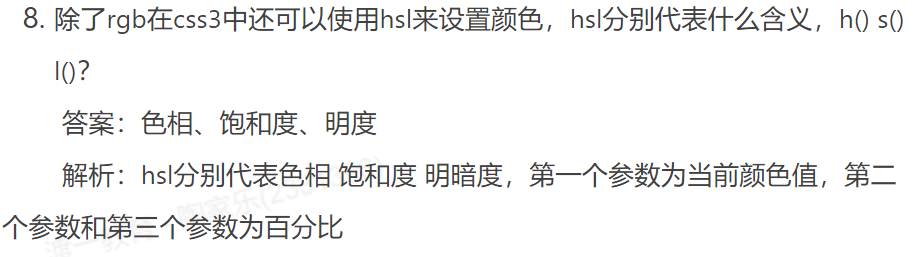 8. 除了rgb在css3中还可以使用hsl来设置颜色，hsl分别代表什么含义，h() s()
l()?
答案：色相、饱和度、明度
解析：hsl分别代表色相 饱和度 明暗度，第一个参数为当前颜色值，第二
个参数和第三个参数为百分比